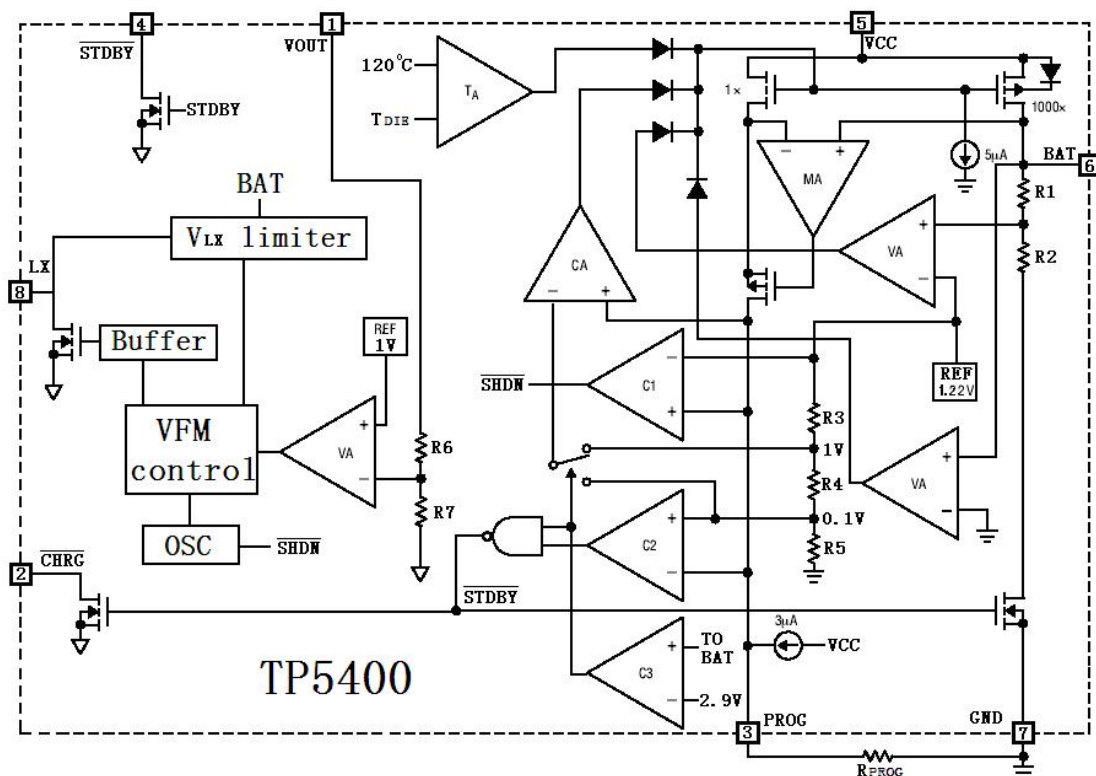 4
1
5
STDBY
VOUT
VCC
120°C
TA
TDIE
1×
1000×
STDBY
5μA
BAT
6
MA
R1
BAT
VLX limiter
VA
R2
LX
8
CA
Buffer
REF
1V
SHDN
C1
REF
1.22V
R3
VFM
control
VA
R6
1V
VA
R4
R7
0.1V
OSC
SHDN
C2
R5
CHRG
2
STDBY
3μA
TO
BAT
VCC
TP5400
C3
2.9V
PROG
GND
3
7
RPROG